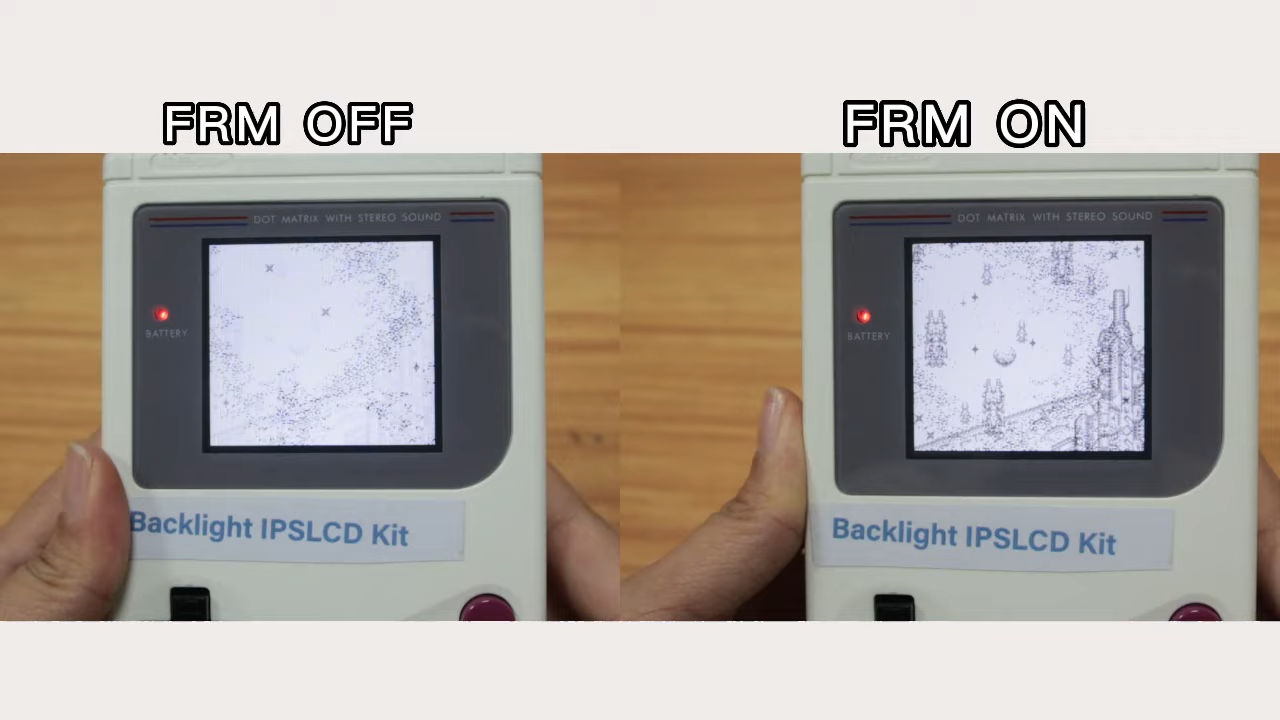 FRM OFF
FRM ON
DOT MATRIX WITH STEREO SOUND
BATTERY
Backlight IPSLCD Kit
DOT MATRIX WITH STEREO SOUND
BATTERY
Backlight IPSLCD Kit